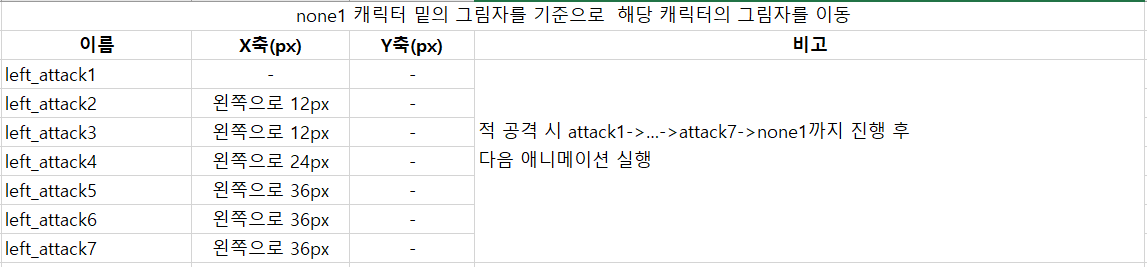 none1 캐릭터 밑의 그림자를 기준으로  해당 캐릭터의 그림자를 이동
이름 X축(px) Y축(px) 비고
left_attack1 - -
left_attack2 왼쪽으로 12px -
left_attack3 왼쪽으로 12px -
적 공격 시 attack1->...->attack7->none1까지 진행 후
다음 애니메이션 실행
left_attack4 왼쪽으로 24px -
left_attack5 왼쪽으로 36px -
left_attack6 왼쪽으로 36px -
left_attack7 왼쪽으로 36px -